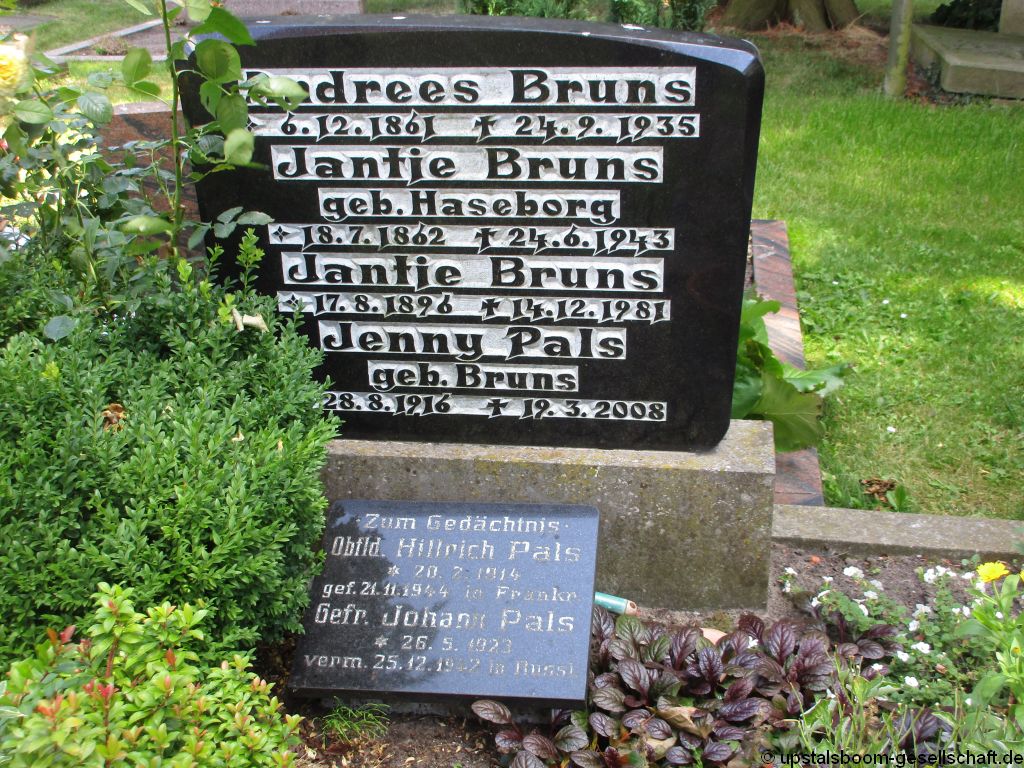 Andrees Bruns
6.12.1861 ✝ 24.9.1935
Jantje Bruns
geb. Haseborg
✧ 18.7.1862 ✝ 24.6.1943
Jantje Bruns
✧ 17.8.1896 ✝ 14.12.1981
Jenny Pals
geb. Bruns
28.8.1916 ✝ 19.3.2008
Zum Gedächtnis
Obfld. Hillrich Pals
* 20.2.1914
gef. 21.11.1944 in Frankr.
Gefr. Johann Pals
* 26.5.1923
verm. 25.12.1942 in Russl
© upstalsboom-gesellschaft.de